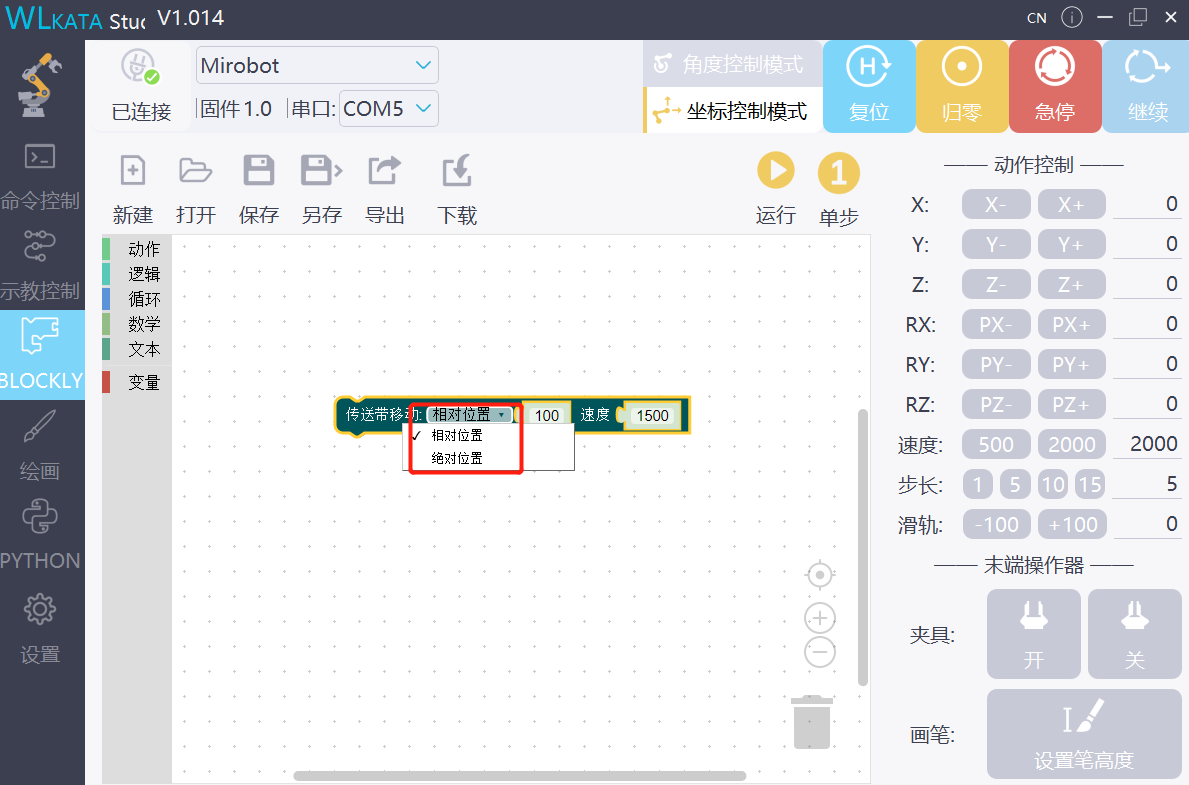 WLKATA Stuc V1.014
CN
Mirobot
已连接
固件 1.0 串口: COM5
角度控制模式
坐标控制模式
复位
归零
急停
继续
命令控制
示教控制
BLOCKLY
绘画
PYTHON
设置
新建 打开 保存 另存 导出 下载
运行 单步
1
动作
逻辑
循环
数学
文本
变量
传送带移动: 相对位置 100 速度 1500
✓ 相对位置
绝对位置
动作控制
X: X- X+ 0
Y: Y- Y+ 0
Z: Z- Z+ 0
RX: PX- PX+ 0
RY: PY- PY+ 0
RZ: PZ- PZ+ 0
速度: 500 2000 2000
步长: 1 5 10 15 5
滑轨: -100 +100 0
末端操作器
夹具: 开 关
画笔: 设置笔高度